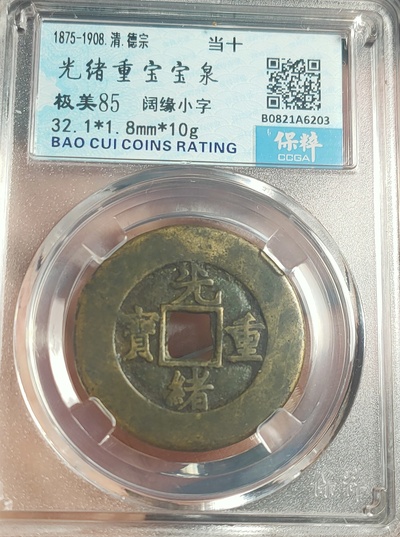 1875-1908.清.德宗 当十
光绪重宝宝泉
极美85 阔缘小字
32.1*1.8mm*10g
BAO CUI COINS RATING
B0821A6203
保粹
CCGA
光
寶 重
緒